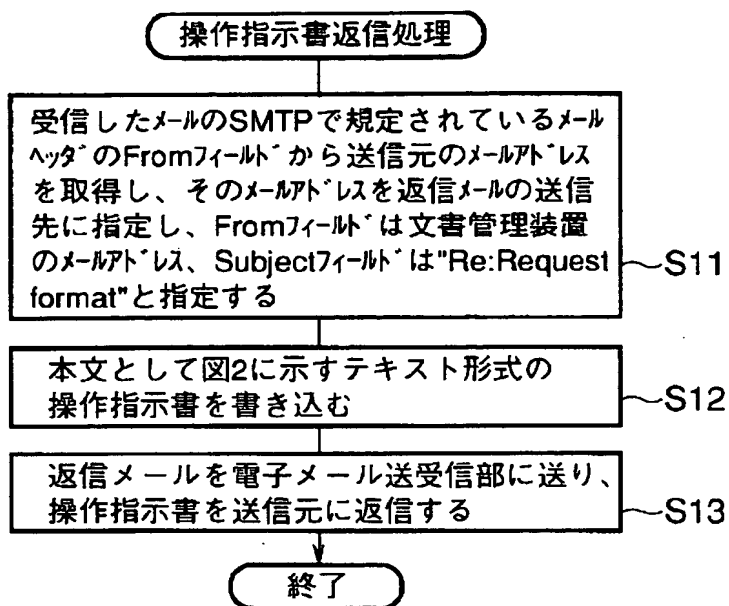 操作指示書返信処理
受信したﾒｰﾙのSMTPで規定されているﾒｰﾙ
ﾍｯﾀﾞのFromﾌｨｰﾙﾄﾞから送信元のﾒｰﾙｱﾄﾞﾚｽ
を取得し、そのﾒｰﾙｱﾄﾞﾚｽを返信ﾒｰﾙの送信
先に指定し、Fromﾌｨｰﾙﾄﾞは文書管理装置
のﾒｰﾙｱﾄﾞﾚｽ、Subjectﾌｨｰﾙﾄﾞは"Re:Request
format"と指定する
S11
本文として図2に示すテキスト形式の
操作指示書を書き込む
S12
返信メールを電子メール送受信部に送り、
操作指示書を送信元に返信する
S13
終了